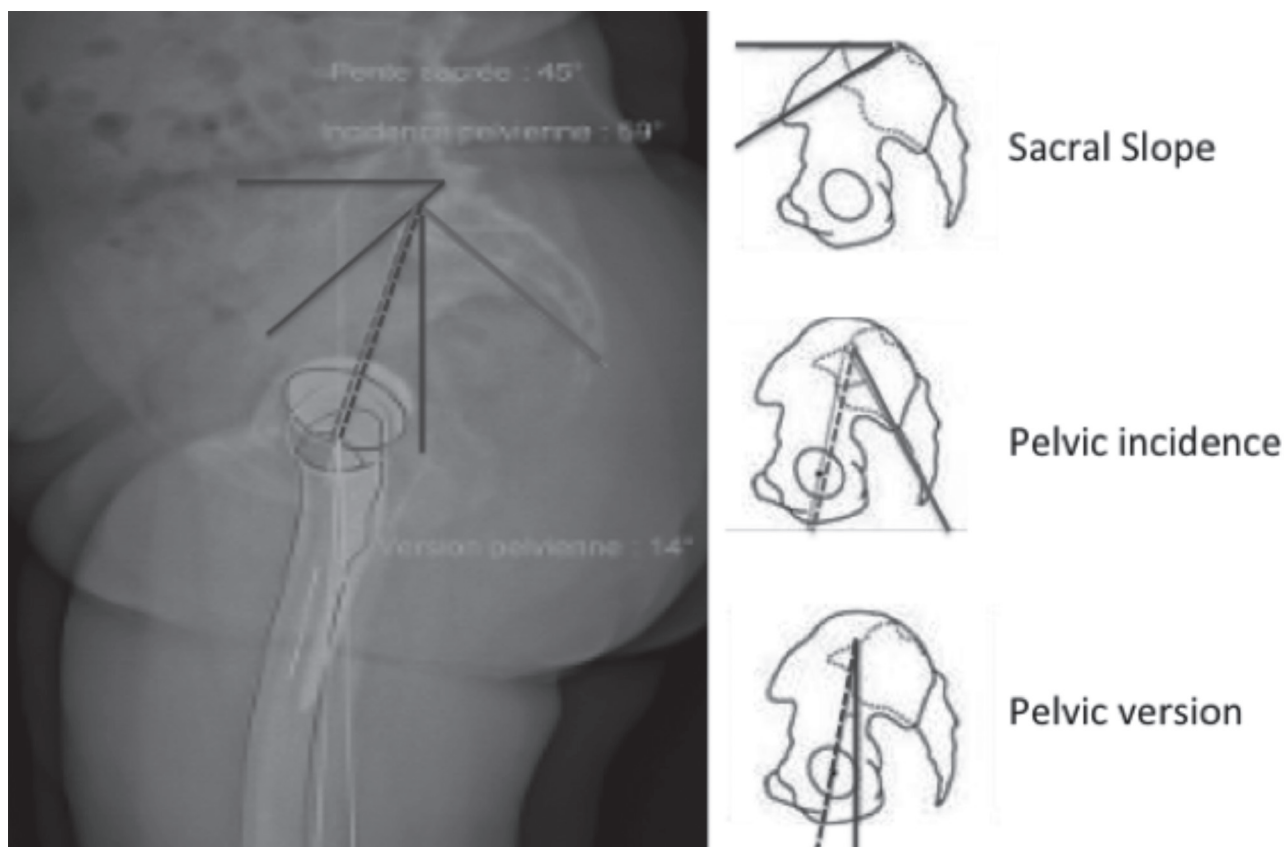 Pente sacrée : 45°
Incidence pelvienne : 59°
Version pelvienne : 14°
Sacral Slope
Pelvic incidence
Pelvic version